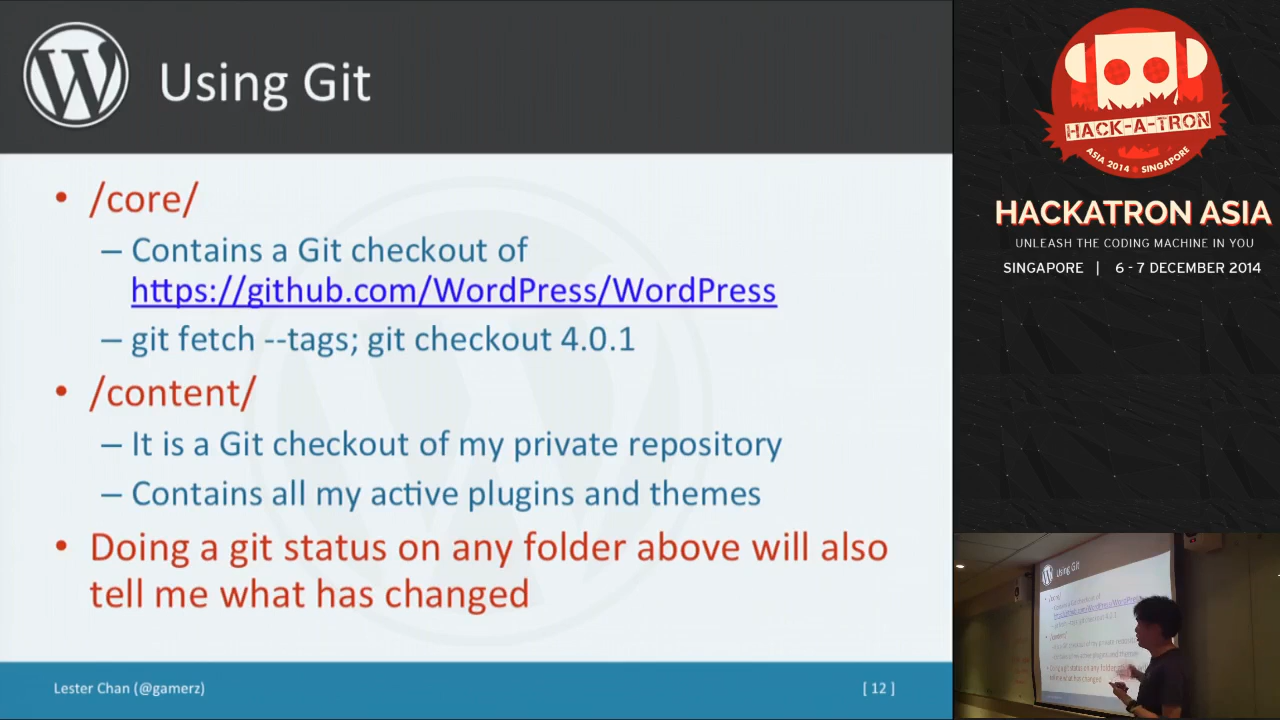 Using Git
• /core/
– Contains a Git checkout of
https://github.com/WordPress/WordPress
– git fetch --tags; git checkout 4.0.1
• /content/
– It is a Git checkout of my private repository
– Contains all my active plugins and themes
• Doing a git status on any folder above will also
tell me what has changed
Lester Chan (@gamerz)
[ 12 ]
HACK-A-TRON
ASIA 2014 SINGAPORE
HACKATRON ASIA
UNLEASH THE CODING MACHINE IN YOU
SINGAPORE | 6 - 7 DECEMBER 2014
Using Git